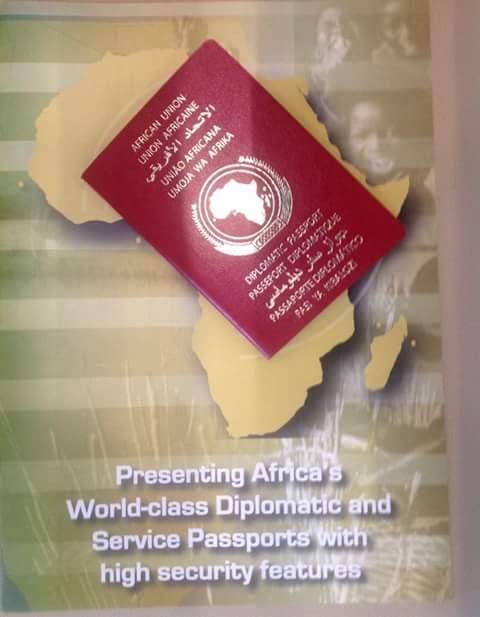 AFRICAN UNION
UNION AFRICAINE
الاتحاد الأفريقي
UNIÃO AFRICANA
UMOJA WA AFRIKA
DIPLOMATIC PASSPORT
PASSEPORT DIPLOMATIQUE
جواز سفر دبلوماسي
PASSAPORTE DIPLOMÁTICO
PASI YA KIBALOZI
Presenting Africa's
World-class Diplomatic and
Service Passports with
high security features